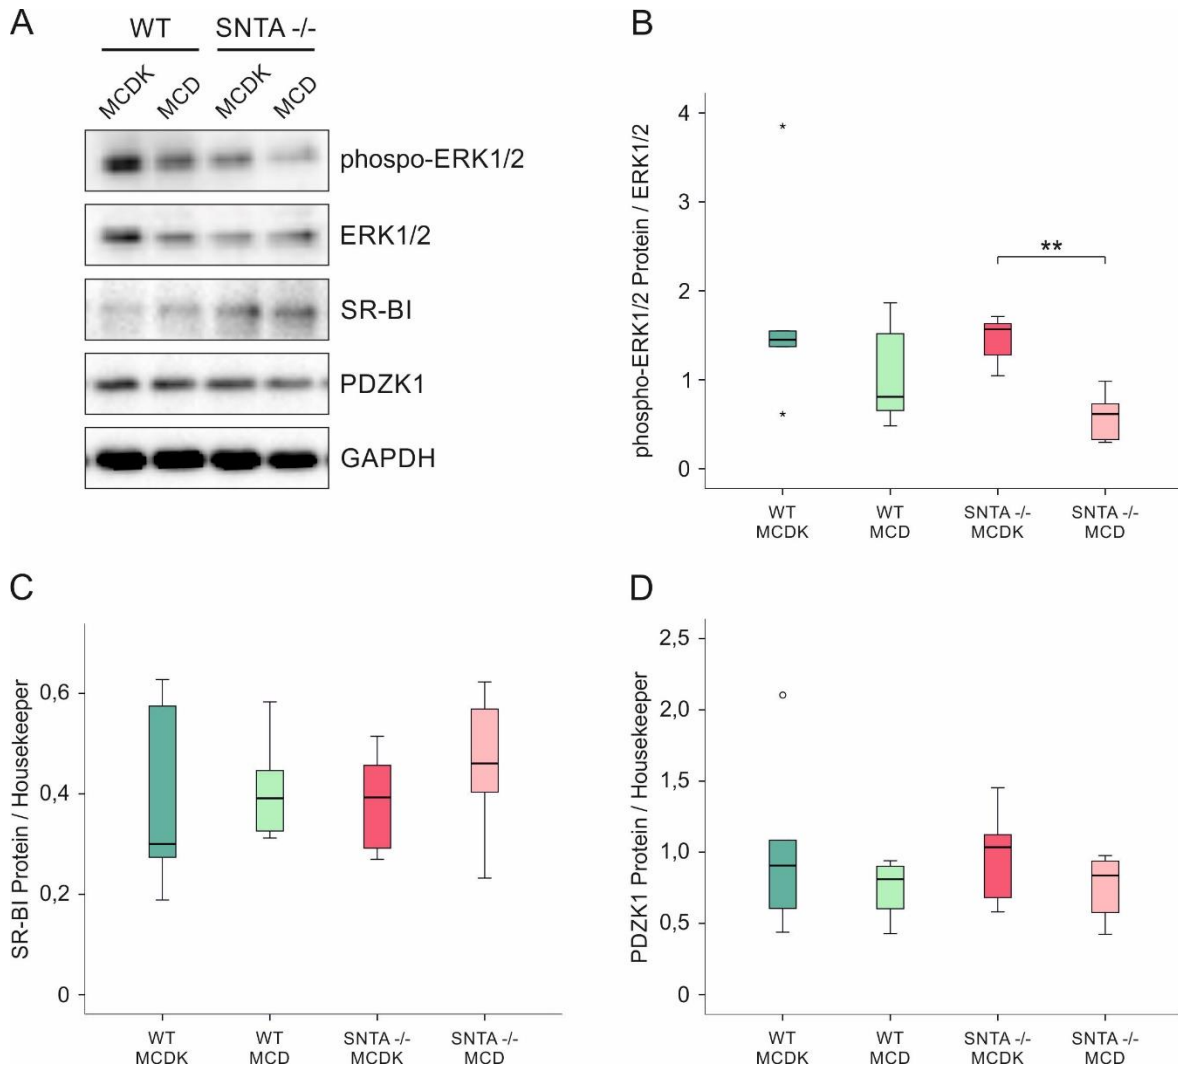 A
WT SNTA -/-
MCDK MCD MCDK MCD
phospo-ERK1/2
ERK1/2
SR-BI
PDZK1
GAPDH
B
phospho-ERK1/2 Protein / ERK1/2
4
3
2
1
0
*
*
**
WT MCDK
WT MCD
SNTA -/- MCDK
SNTA -/- MCD
C
SR-BI Protein / Housekeeper
0,6
0,4
0,2
0
WT MCDK
WT MCD
SNTA -/- MCDK
SNTA -/- MCD
D
PDZK1 Protein / Housekeeper
2,5
2,0
1,5
1,0
0,5
0
WT MCDK
WT MCD
SNTA -/- MCDK
SNTA -/- MCD